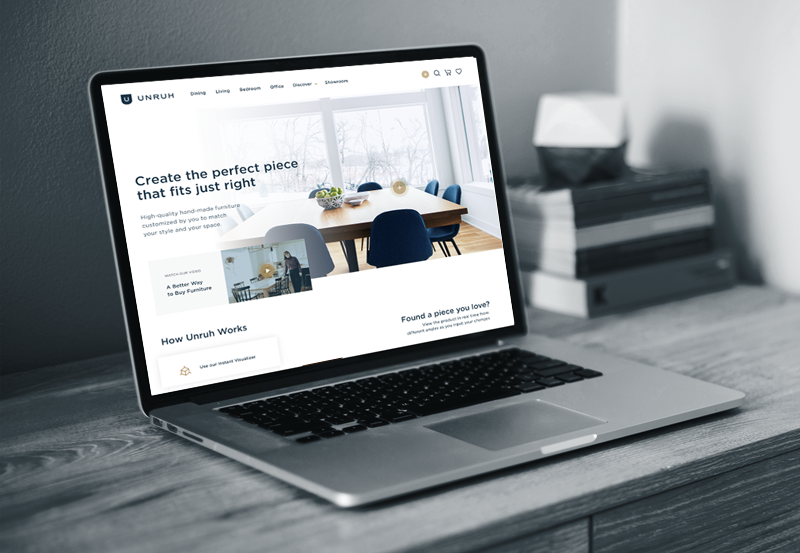 UNRUH
Dining Living Bedroom Office Discover Showroom
Create the perfect piece
that fits just right
High-quality hand-made furniture
customized by you to match
your style and your space.
WATCH OUR VIDEO
A Better Way
to Buy Furniture
How Unruh Works
Use our Instant Visualizer
Found a piece you love?
View the product in real time from
different angles as you input your changes